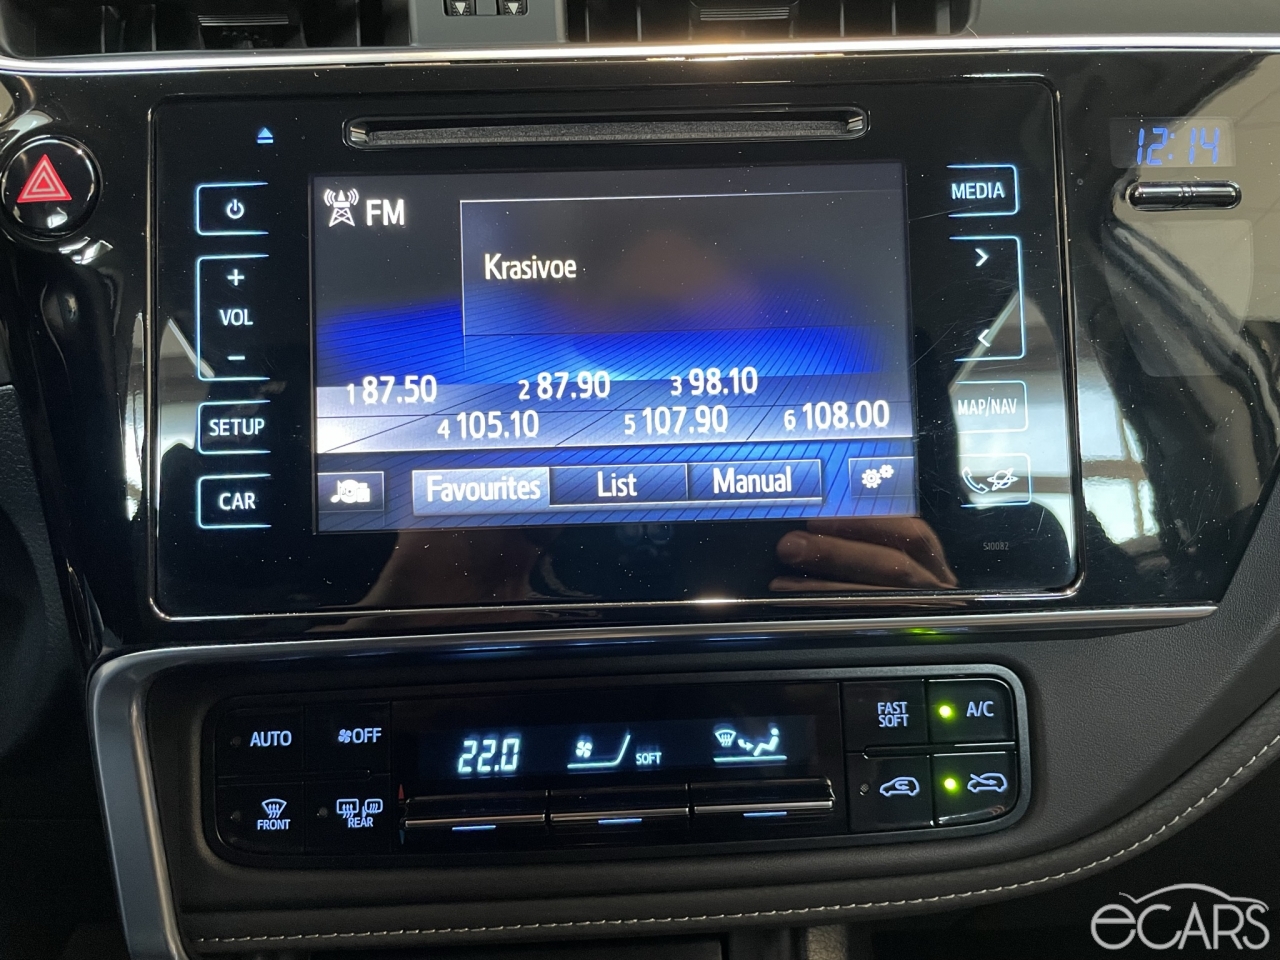 12:14
MEDIA
FM
Krasivoe
+
VOL
-
SETUP
CAR
MAP/NAV
1 87.50 2 87.90 3 98.10
4 105.10 5 107.90 6 108.00
Favourites List Manual
510082
AUTO OFF
22.0 SOFT
FAST
SOFT
A/C
FRONT
REAR
eCARS